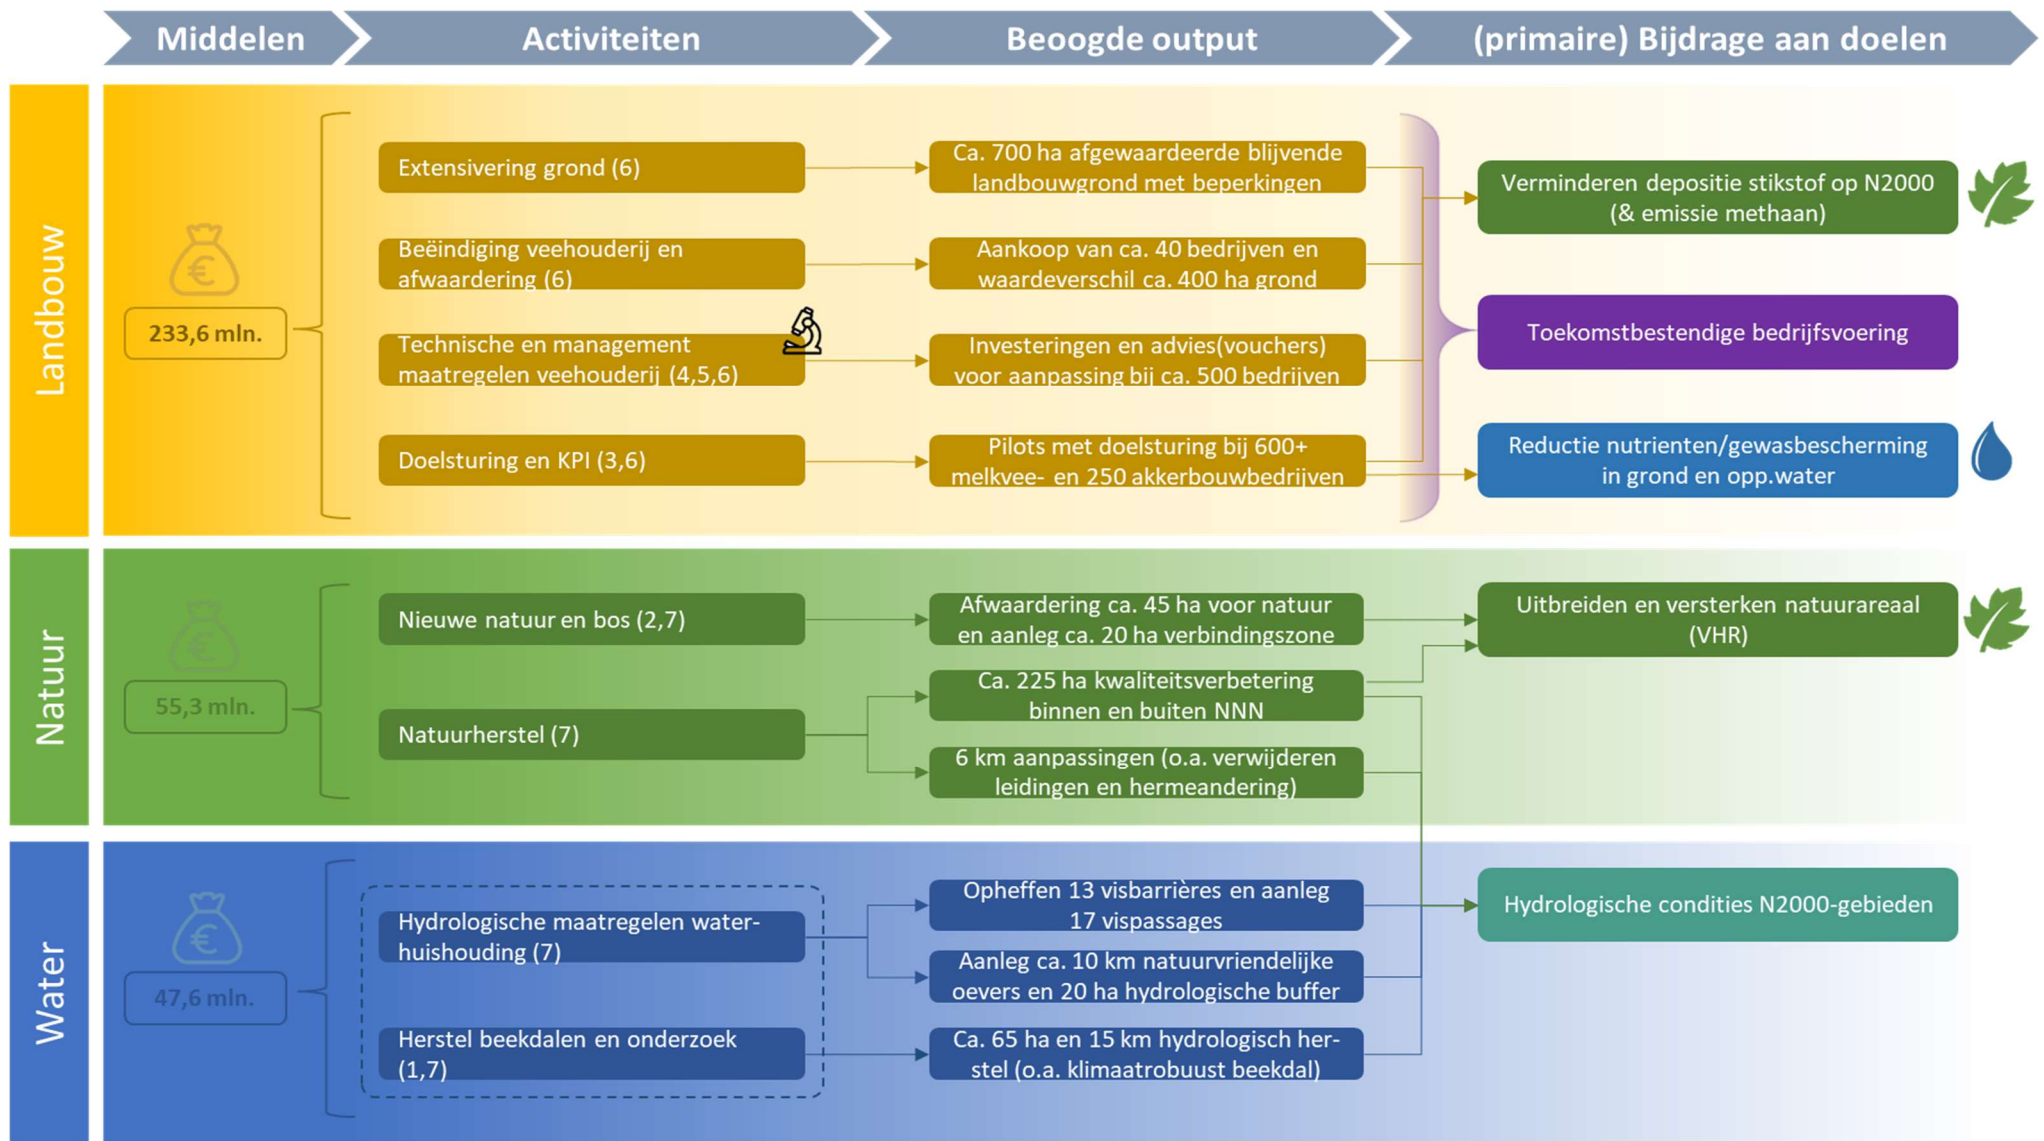 Middelen
Activiteiten
Beoogde output
(primaire) Bijdrage aan doelen
Landbouw
233,6 mln.
Extensivering grond (6)
Ca. 700 ha afgewaardeerde blijvende
landbouwgrond met beperkingen
Verminderen depositie stikstof op N2000
(& emissie methaan)
Beëindiging veehouderij en
afwaardering (6)
Aankoop van ca. 40 bedrijven en
waardeverschil ca. 400 ha grond
Technische en management
maatregelen veehouderij (4,5,6)
Investeringen en advies(vouchers)
voor aanpassing bij ca. 500 bedrijven
Toekomstbestendige bedrijfsvoering
Doelsturing en KPI (3,6)
Pilots met doelsturing bij 600+
melkvee- en 250 akkerbouwbedrijven
Reductie nutrienten/gewasbescherming
in grond en opp.water
Natuur
55,3 mln.
Nieuwe natuur en bos (2,7)
Afwaardering ca. 45 ha voor natuur
en aanleg ca. 20 ha verbindingszone
Uitbreiden en versterken natuurareaal
(VHR)
Natuurherstel (7)
Ca. 225 ha kwaliteitsverbetering
binnen en buiten NNN
6 km aanpassingen (o.a. verwijderen
leidingen en hermeandering)
Water
47,6 mln.
Hydrologische maatregelen water-
huishouding (7)
Opheffen 13 visbarrières en aanleg
17 vispassages
Aanleg ca. 10 km natuurvriendelijke
oevers en 20 ha hydrologische buffer
Hydrologische condities N2000-gebieden
Herstel beekdalen en onderzoek
(1,7)
Ca. 65 ha en 15 km hydrologisch her-
stel (o.a. klimaatrobuust beekdal)